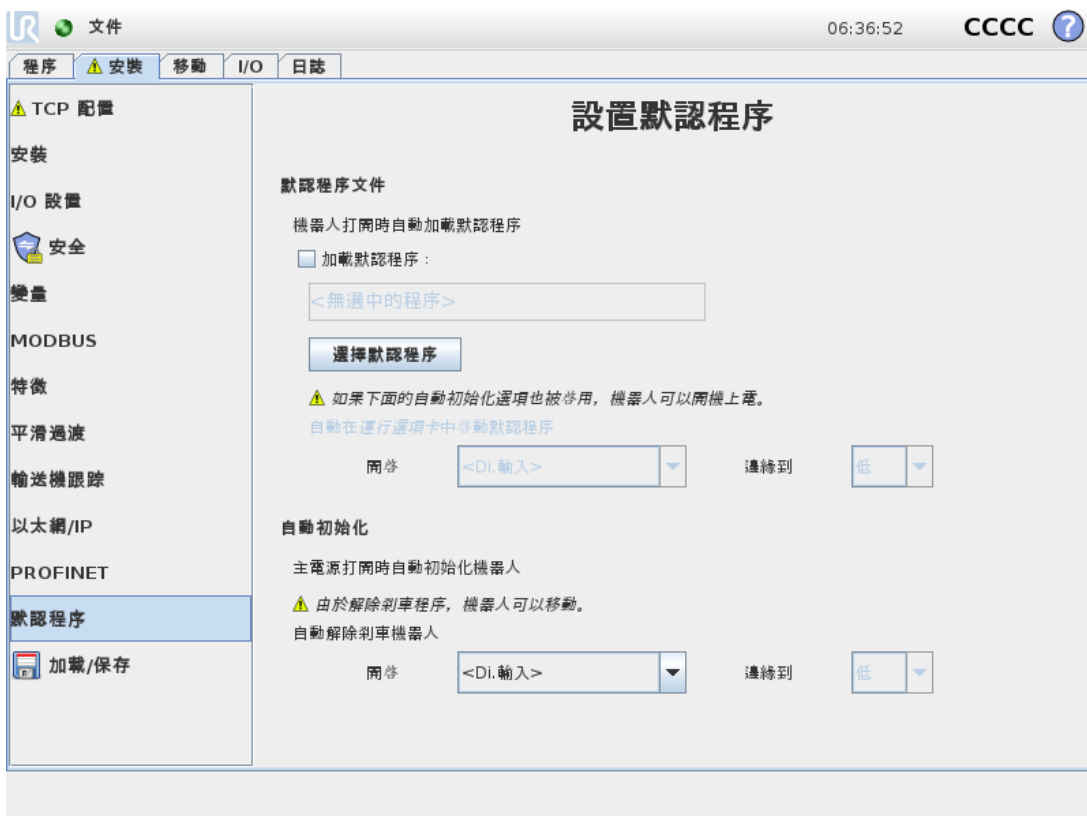 UR 文件 06:36:52 CCCC ?
程序 安裝 移動 I/O 日誌
TCP 配置
安裝
I/O 設置
安全
變量
MODBUS
特徵
平滑過渡
輸送機跟踪
以太網/IP
PROFINET
默認程序
加載/保存
設置默認程序
默認程序文件
機器人打開時自動加載默認程序
加載默認程序：
<無選中的程序>
選擇默認程序
如果下面的自動初始化選項也被啓用，機器人可以開機上電。
自動在運行選項卡中啓動默認程序
開啓 <Di.輸入> 邊緣到 低
自動初始化
主電源打開時自動初始化機器人
由於解除刹車程序，機器人可以移動。
自動解除刹車機器人
開啓 <Di.輸入> 邊緣到 低